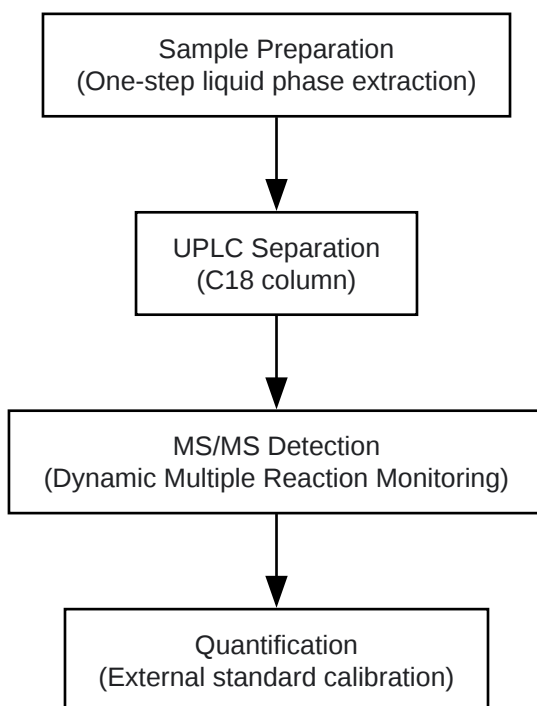 Sample Preparation
(One-step liquid phase extraction)
UPLC Separation
(C18 column)
MS/MS Detection
(Dynamic Multiple Reaction Monitoring)
Quantification
(External standard calibration)